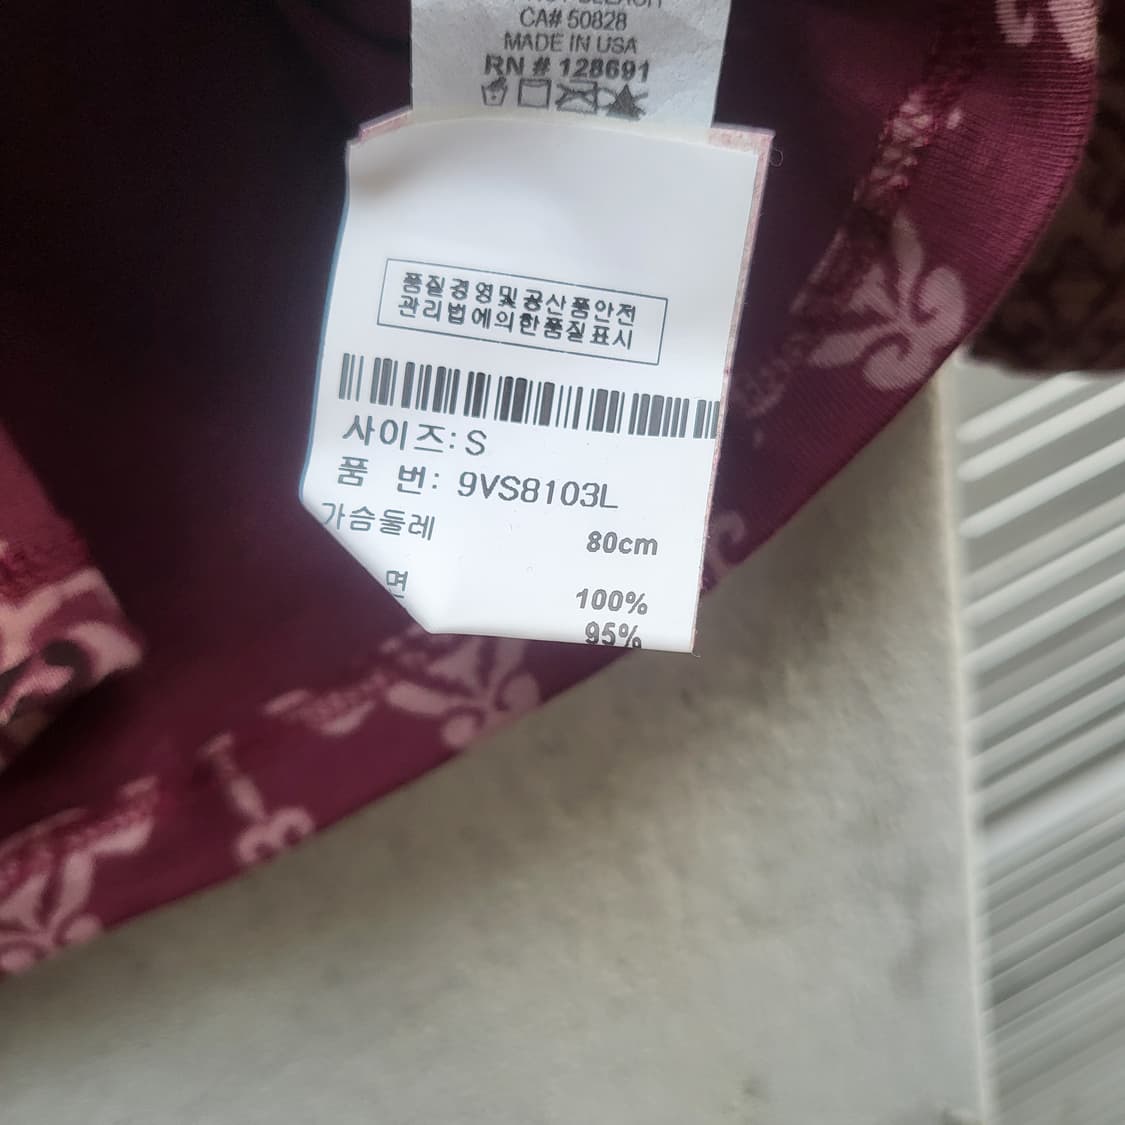 CA# 50828
MADE IN USA
RN # 128691
품질경영및공산품안전
관리법에의한품질표시
사이즈: S
품 번: 9VS8103L
가슴둘레 80cm
면 100%
95%